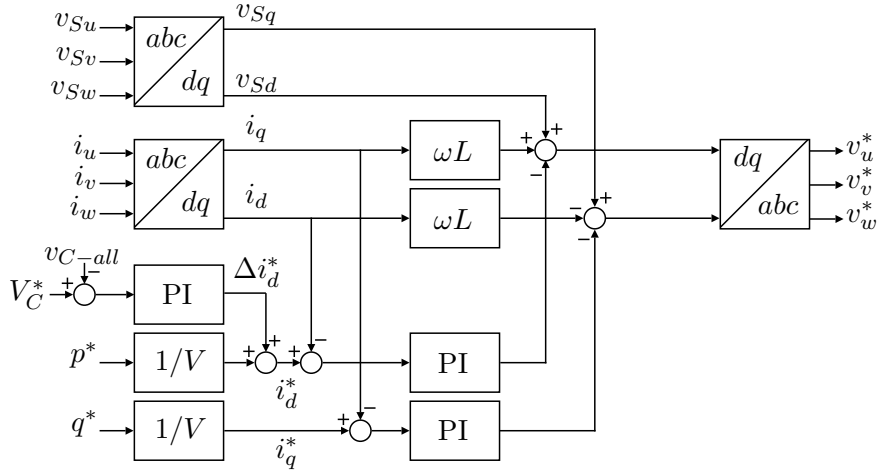 v_{Su} abc v_{Sq}
v_{Sv}
v_{Sw} dq v_{Sd}
+ +
i_u abc i_q ωL + − dq v_u^*
i_v v_v^*
i_w dq i_d ωL − + − abc v_w^*
v_{C−all} −
V_C^* + PI Δi_d^*
+ −
p^* 1/V + + PI
i_d^*
−
q^* 1/V + PI
i_q^*